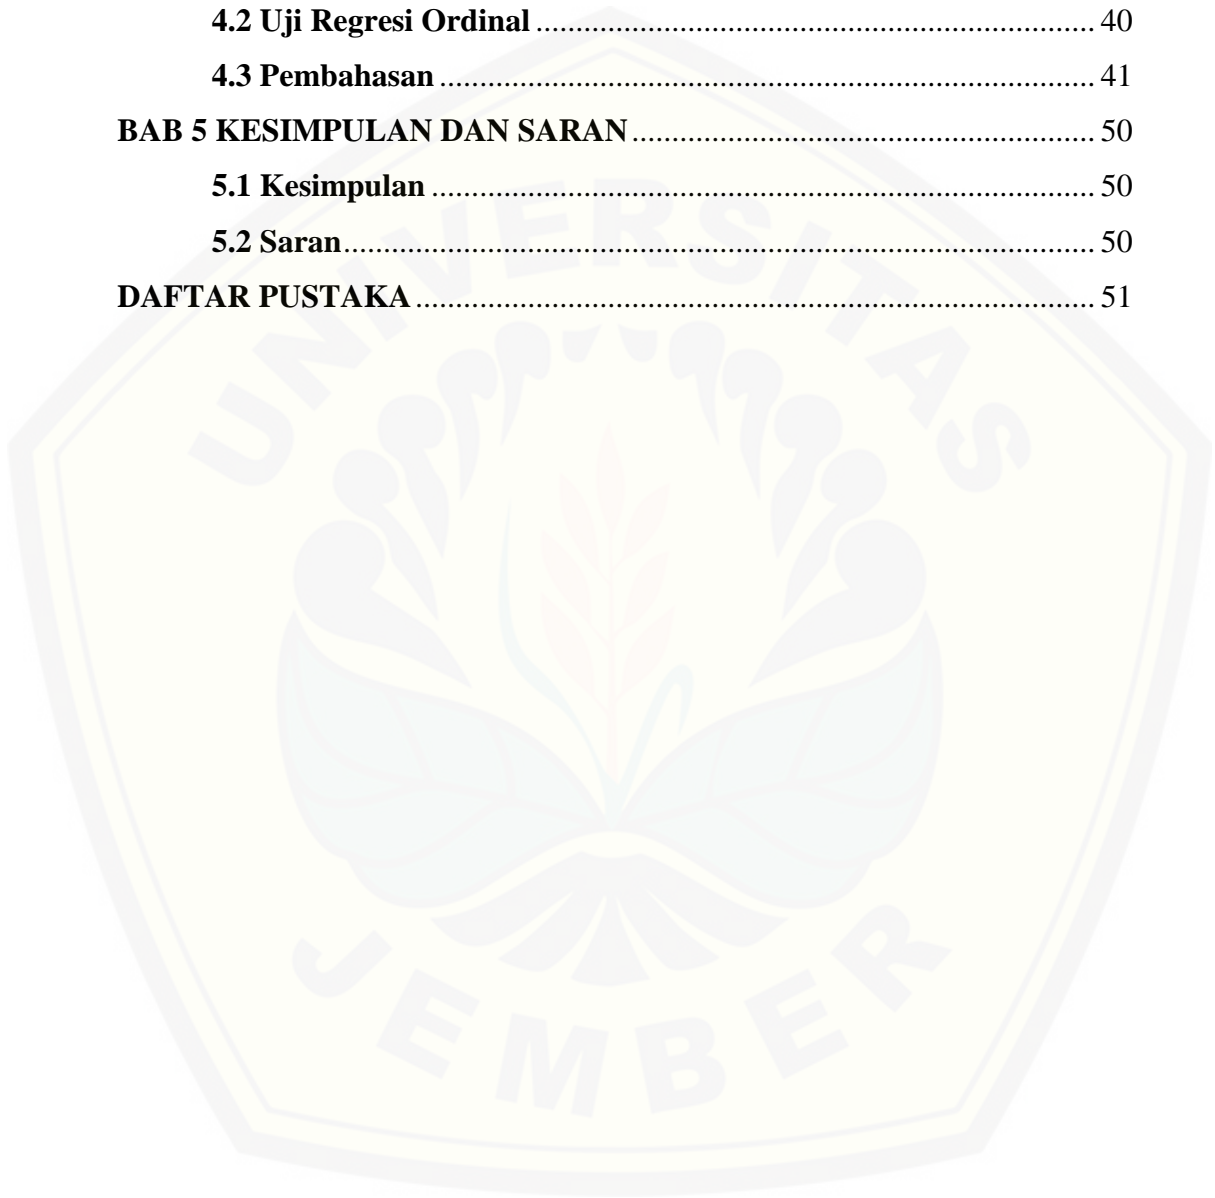 4.2 Uji Regresi Ordinal ........................................................................ 40
4.3 Pembahasan ..................................................................................... 41
BAB 5 KESIMPULAN DAN SARAN ............................................................ 50
5.1 Kesimpulan ...................................................................................... 50
5.2 Saran ................................................................................................. 50
DAFTAR PUSTAKA ........................................................................................ 51
UNIVERSITAS
JEMBER